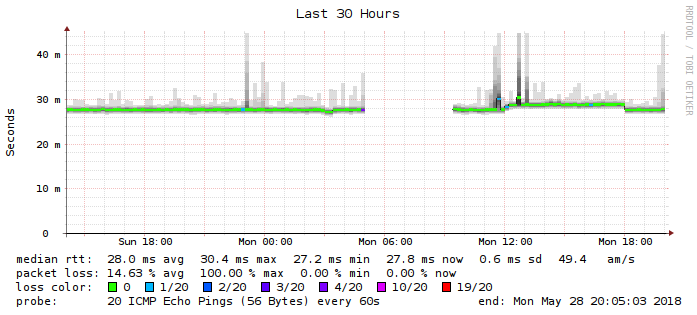 Last 30 Hours
RRDTOOL / TOBI OETIKER
Seconds
40 m
30 m
20 m
10 m
0
Sun 18:00 Mon 00:00 Mon 06:00 Mon 12:00 Mon 18:00
median rtt: 28.0 ms avg 30.4 ms max 27.2 ms min 27.8 ms now 0.6 ms sd 49.4 am/s
packet loss: 14.63 % avg 100.00 % max 0.00 % min 0.00 % now
loss color: 0 1/20 2/20 3/20 4/20 10/20 19/20
probe: 20 ICMP Echo Pings (56 Bytes) every 60s end: Mon May 28 20:05:03 2018